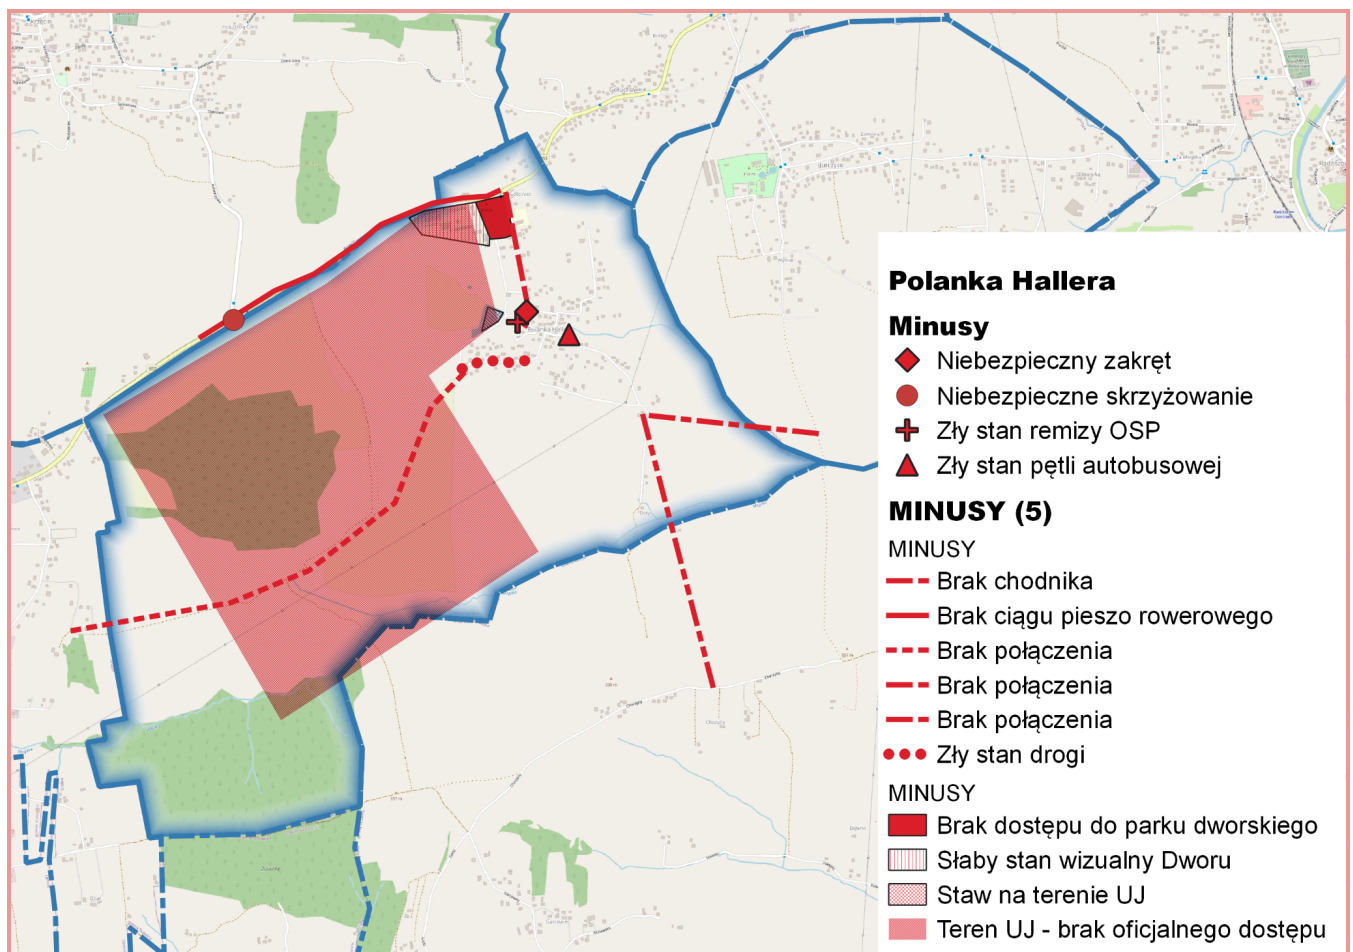 Polanka Hallera
Minusy
Niebezpieczny zakręt
Niebezpieczne skrzyżowanie
Zły stan remizy OSP
Zły stan pętli autobusowej
MINUSY (5)
MINUSY
Brak chodnika
Brak ciągu pieszo rowerowego
Brak połączenia
Brak połączenia
Brak połączenia
Zły stan drogi
MINUSY
Brak dostępu do parku dworskiego
Słaby stan wizualny Dworu
Staw na terenie UJ
Teren UJ - brak oficjalnego dostępu